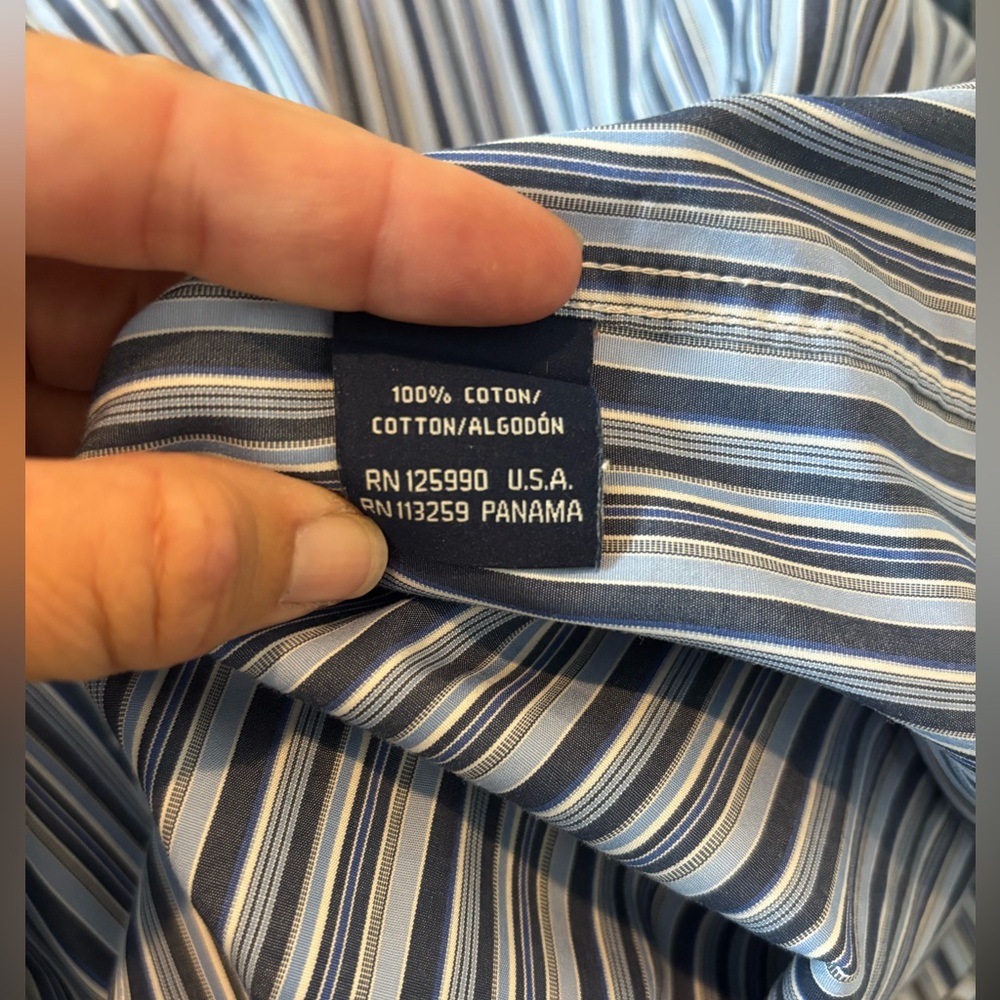 100% COTON/
COTTON/ALGODÓN
RN 125990 U.S.A.
RN 113259 PANAMA